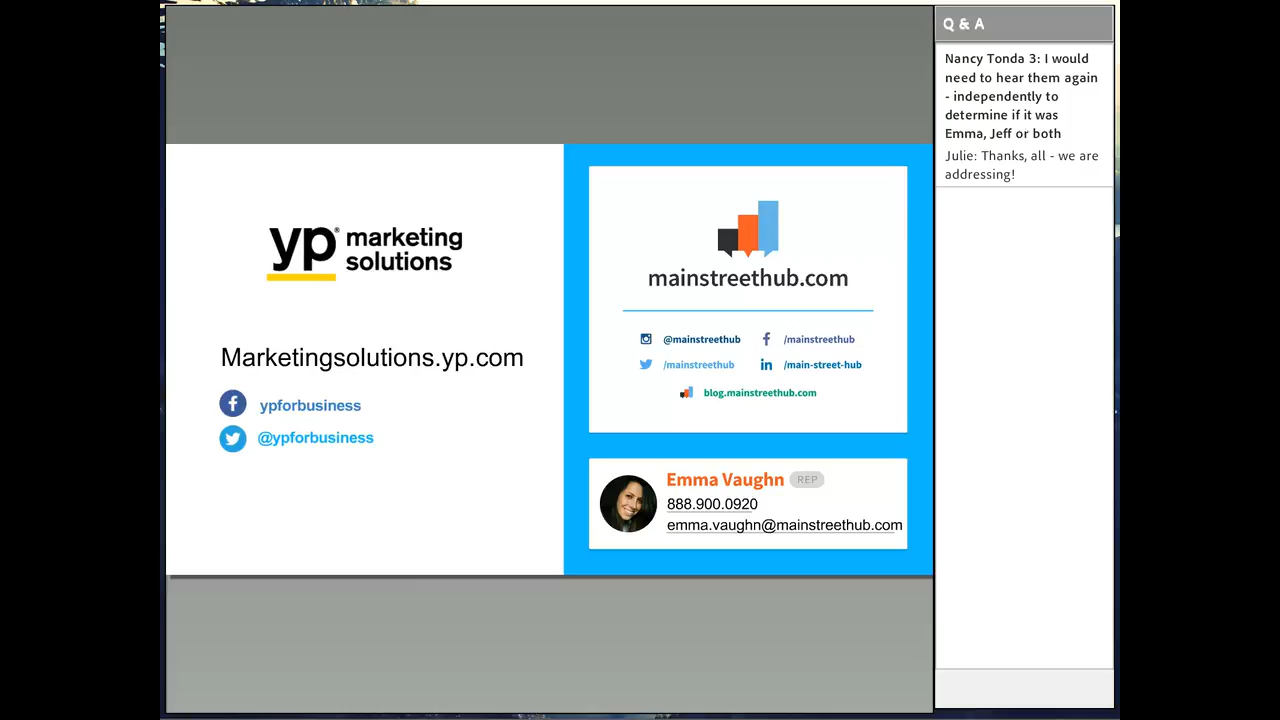 Q & A
Nancy Tonda 3: I would
need to hear them again
- independently to
determine if it was
Emma, Jeff or both
Julie: Thanks, all - we are
addressing!
yp® marketing
solutions
Marketingsolutions.yp.com
ypforbusiness
@ypforbusiness
mainstreethub.com
@mainstreethub /mainstreethub
/mainstreethub /main-street-hub
blog.mainstreethub.com
Emma Vaughn REP
888.900.0920
emma.vaughn@mainstreethub.com